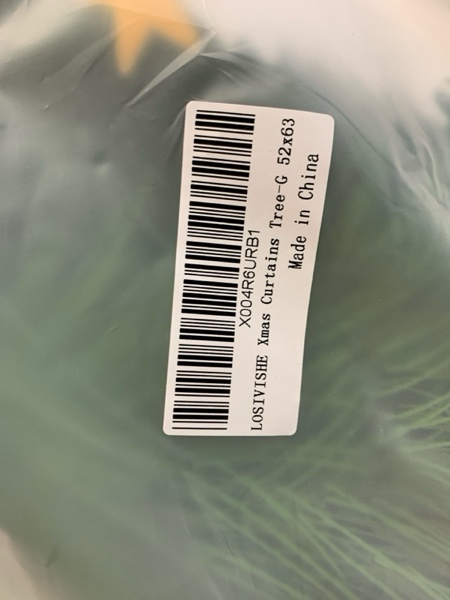 X004R6URB1
LOSIVISHE Xmas Curtains Tree-G 52x63
Made in China